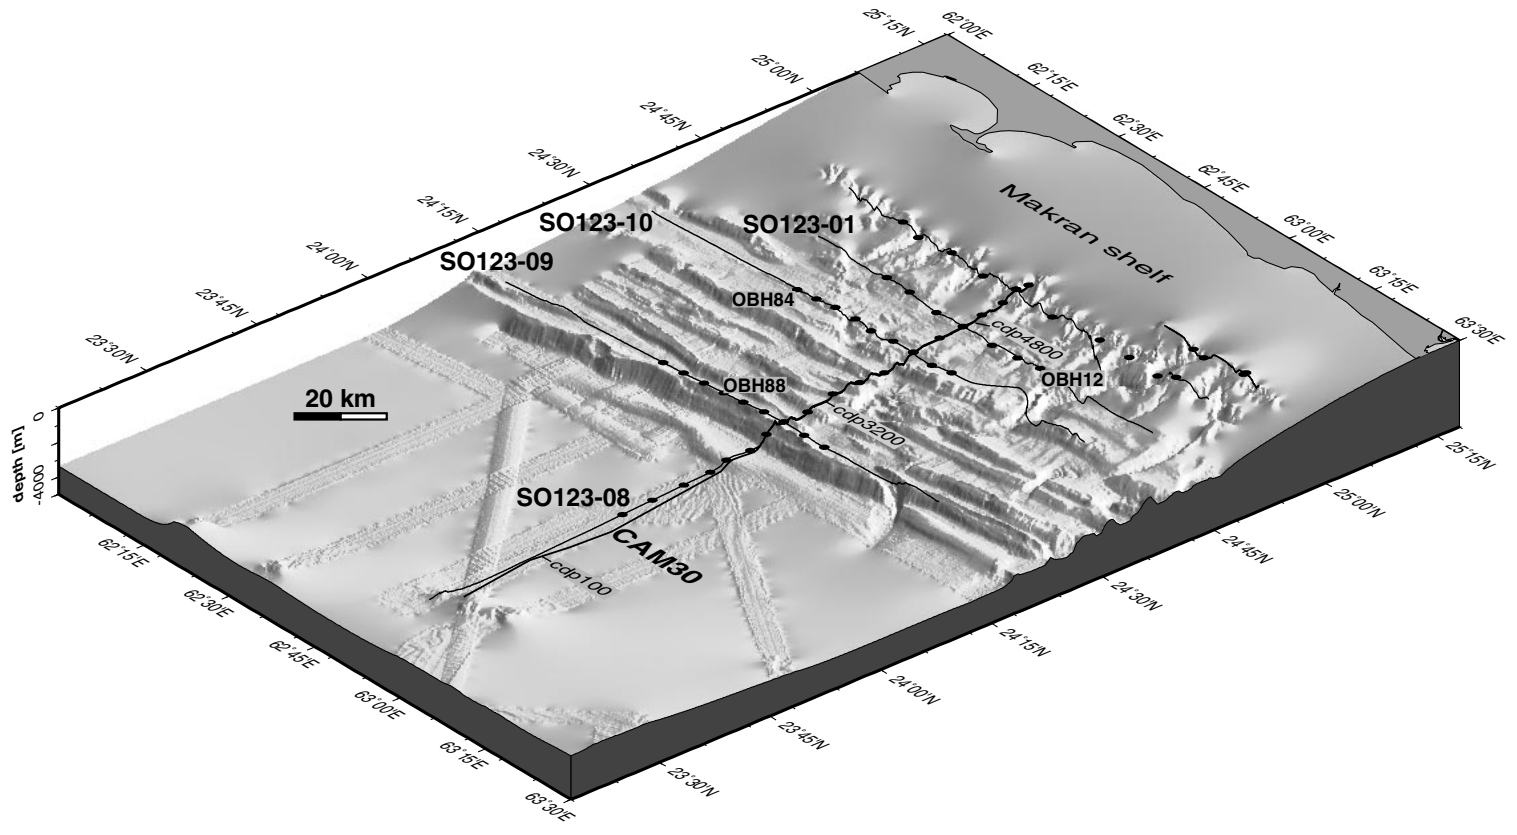 25°15'N
62°00'E
25°00'N
62°15'E
24°45'N
62°30'E
24°30'N
62°45'E
24°15'N
63°00'E
24°00'N
63°15'E
23°45'N
63°30'E
23°30'N
Makran shelf
SO123-10
SO123-01
SO123-09
OBH84
cdp4800
OBH12
OBH88
20 km
cdp3200
0
-4000
depth [m]
SO123-08
CAM30
cdp100
25°15'N
25°00'N
24°45'N
24°30'N
24°15'N
24°00'N
23°45'N
23°30'N
62°15'E
62°30'E
62°45'E
63°00'E
63°15'E
63°30'E